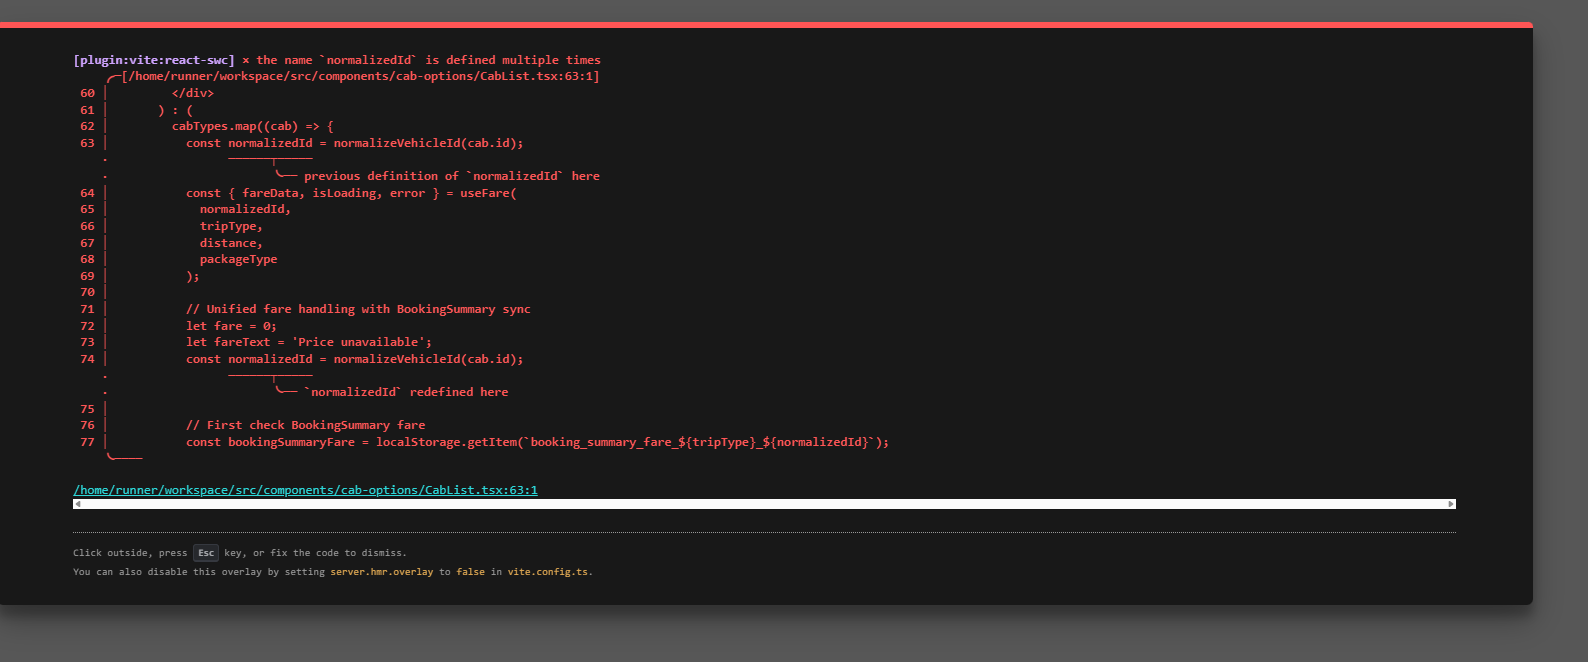 [plugin:vite:react-swc] × the name `normalizedId` is defined multiple times
╭─[/home/runner/workspace/src/components/cab-options/CabList.tsx:63:1]
60 │         </div>
61 │       ) : (
62 │         cabTypes.map((cab) => {
63 │           const normalizedId = normalizeVehicleId(cab.id);
·                 ──────┬─────
·                       ╰── previous definition of `normalizedId` here
64 │           const { fareData, isLoading, error } = useFare(
65 │             normalizedId,
66 │             tripType,
67 │             distance,
68 │             packageType
69 │           );
70 │
71 │           // Unified fare handling with BookingSummary sync
72 │           let fare = 0;
73 │           let fareText = 'Price unavailable';
74 │           const normalizedId = normalizeVehicleId(cab.id);
·                 ──────┬─────
·                       ╰── `normalizedId` redefined here
75 │
76 │           // First check BookingSummary fare
77 │           const bookingSummaryFare = localStorage.getItem(`booking_summary_fare_${tripType}_${normalizedId}`);
╰────
/home/runner/workspace/src/components/cab-options/CabList.tsx:63:1
Click outside, press Esc key, or fix the code to dismiss.
You can also disable this overlay by setting server.hmr.overlay to false in vite.config.ts.